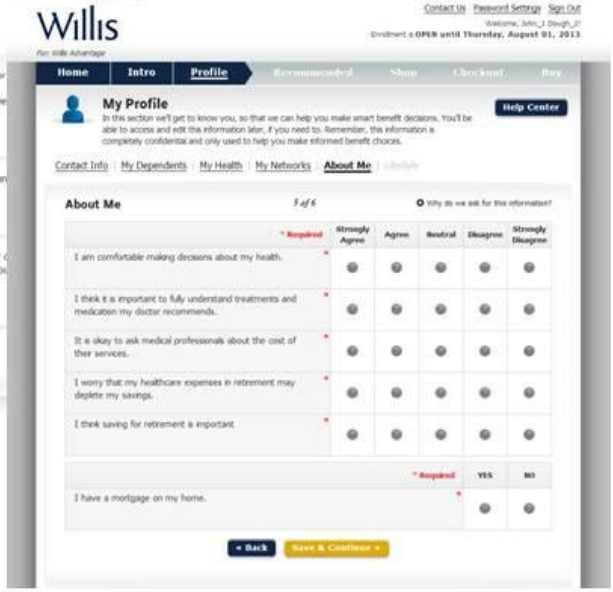 Willis
For: Willis Advantage
Contact Us Password Settings Sign Out
Welcome, John_1 Dough_1!
Enrollment is OPEN until Thursday, August 01, 2013
Home Intro Profile Recommended Shop Checkout Buy
My Profile
In this section we'll get to know you, so that we can help you make smart benefit decisions. You'll be
able to access and edit this information later, if you need to. Remember, this information is
completely confidential and only used to help you make informed benefit choices.
Help Center
Contact Info | My Dependents | My Health | My Networks | About Me | Lifestyle
About Me 5 of 6 Why do we ask for this information?
* Required Strongly Agree Agree Neutral Disagree Strongly Disagree
I am comfortable making decisions about my health. *
I think it is important to fully understand treatments and *
medication my doctor recommends.
It is okay to ask medical professionals about the cost of *
their services.
I worry that my healthcare expenses in retirement may *
deplete my savings.
I think saving for retirement is important *
* Required YES NO
I have a mortgage on my home. *
« Back Save & Continue »